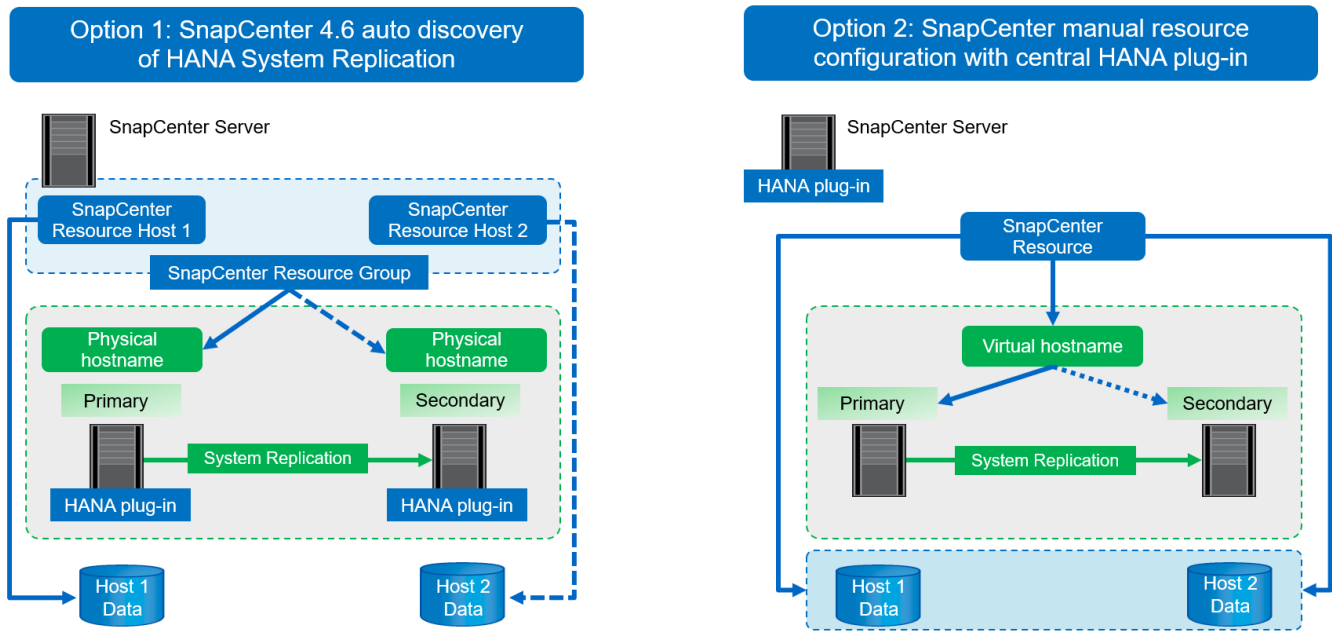 Option 1: SnapCenter 4.6 auto discovery
of HANA System Replication
SnapCenter Server
SnapCenter
Resource Host 1
SnapCenter
Resource Host 2
SnapCenter Resource Group
Physical
hostname
Physical
hostname
Primary
Secondary
System Replication
HANA plug-in
HANA plug-in
Host 1
Data
Host 2
Data
Option 2: SnapCenter manual resource
configuration with central HANA plug-in
SnapCenter Server
HANA plug-in
SnapCenter
Resource
Virtual hostname
Primary
Secondary
System Replication
Host 1
Data
Host 2
Data